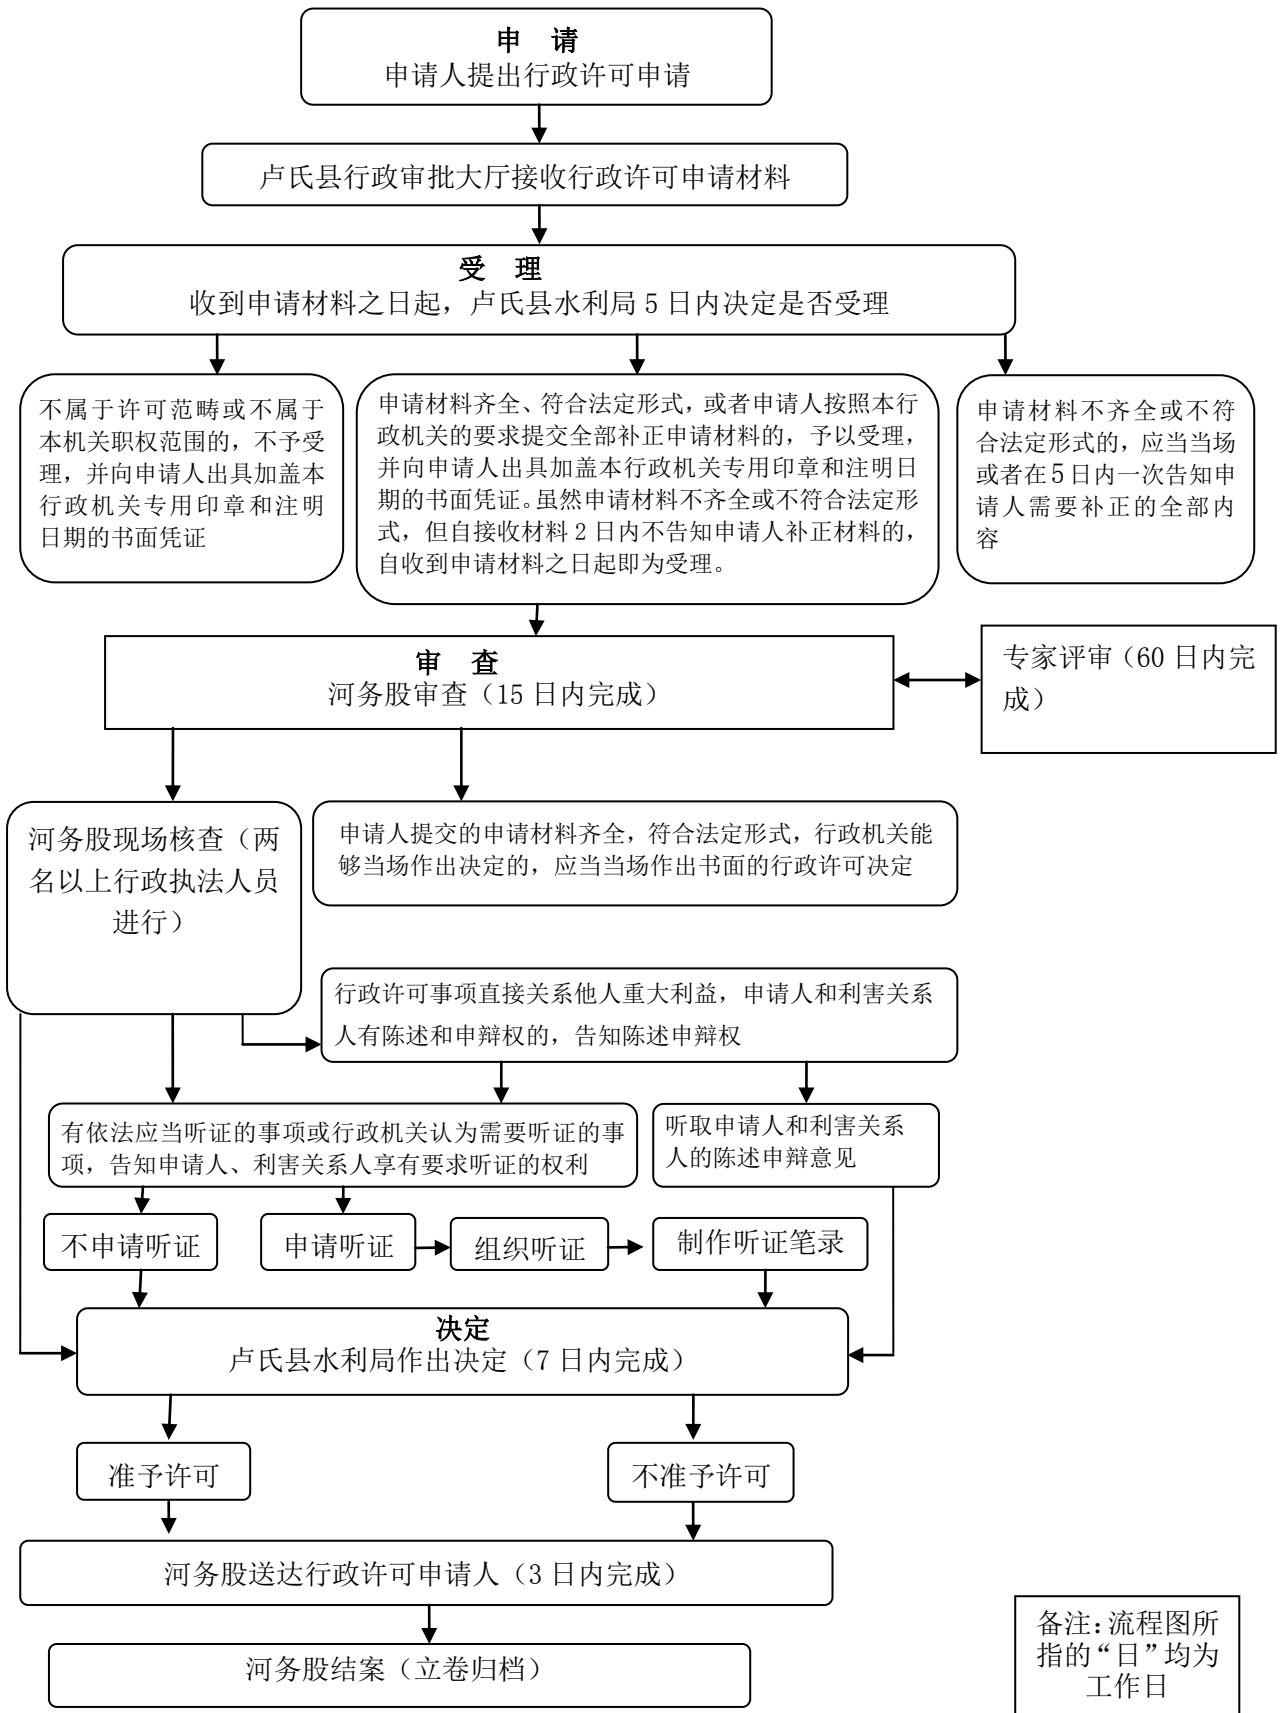 申　请
申请人提出行政许可申请
卢氏县行政审批大厅接收行政许可申请材料
受　理
收到申请材料之日起，卢氏县水利局 5 日内决定是否受理
不属于许可范畴或不属于
本机关职权范围的，不予受
理，并向申请人出具加盖本
行政机关专用印章和注明
日期的书面凭证
申请材料齐全、符合法定形式，或者申请人按照本行
政机关的要求提交全部补正申请材料的，予以受理，
并向申请人出具加盖本行政机关专用印章和注明日
期的书面凭证。虽然申请材料不齐全或不符合法定形
式，但自接收材料 2 日内不告知申请人补正材料的，
自收到申请材料之日起即为受理。
申请材料不齐全或不符
合法定形式的，应当当场
或者在 5 日内一次告知申
请人需要补正的全部内
容
审　查
河务股审查（15 日内完成）
专家评审（60 日内完
成）
河务股现场核查（两
名以上行政执法人员
进行）
申请人提交的申请材料齐全，符合法定形式，行政机关能
够当场作出决定的，应当当场作出书面的行政许可决定
行政许可事项直接关系他人重大利益，申请人和利害关系
人有陈述和申辩权的，告知陈述申辩权
有依法应当听证的事项或行政机关认为需要听证的事
项，告知申请人、利害关系人享有要求听证的权利
听取申请人和利害关系
人的陈述申辩意见
不申请听证
申请听证
组织听证
制作听证笔录
决定
卢氏县水利局作出决定（7 日内完成）
准予许可
不准予许可
河务股送达行政许可申请人（3 日内完成）
河务股结案（立卷归档）
备注：流程图所
指的“日”均为
工作日